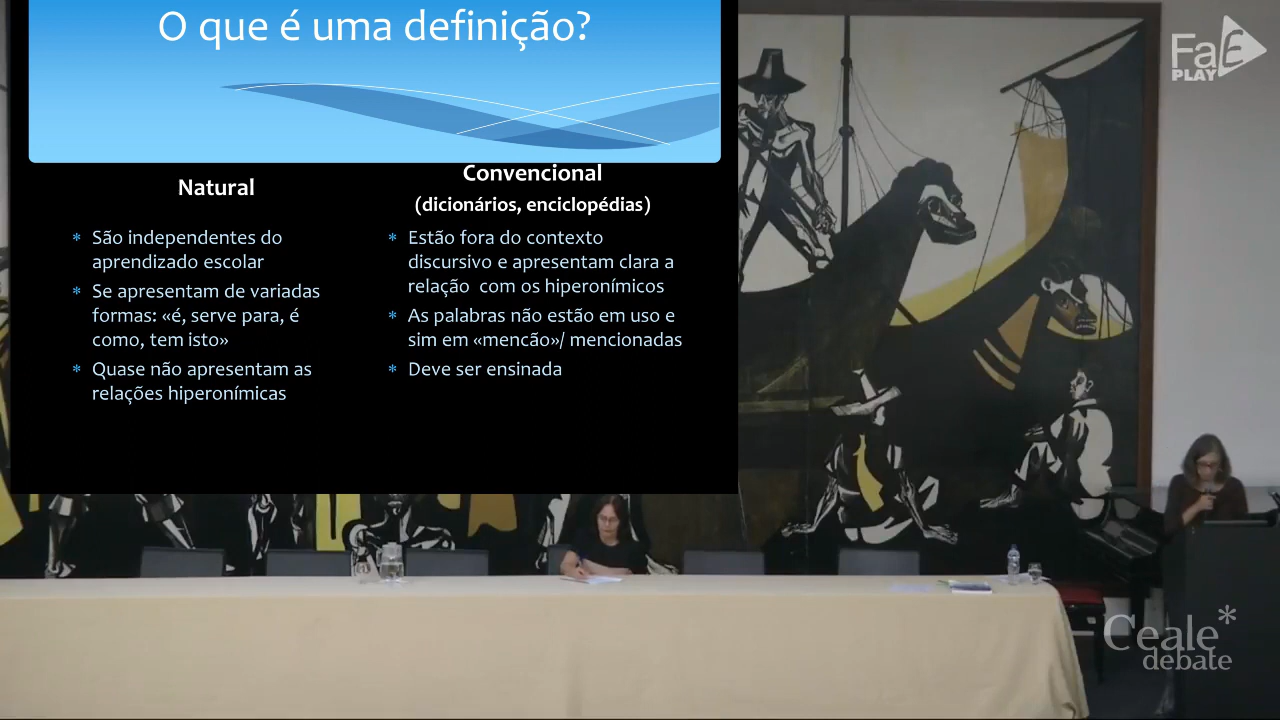 O que é uma definição?
Natural
São independentes do
aprendizado escolar
Se apresentam de variadas
formas: «é, serve para, é
como, tem isto»
Quase não apresentam as
relações hiperonímicas
Convencional
(dicionários, enciclopédias)
Estão fora do contexto
discursivo e apresentam clara a
relação com os hiperonímicos
As palabras não estão em uso e
sim em «mencão»/ mencionadas
Deve ser ensinada
FaE
PLAY
Ceale*
debate